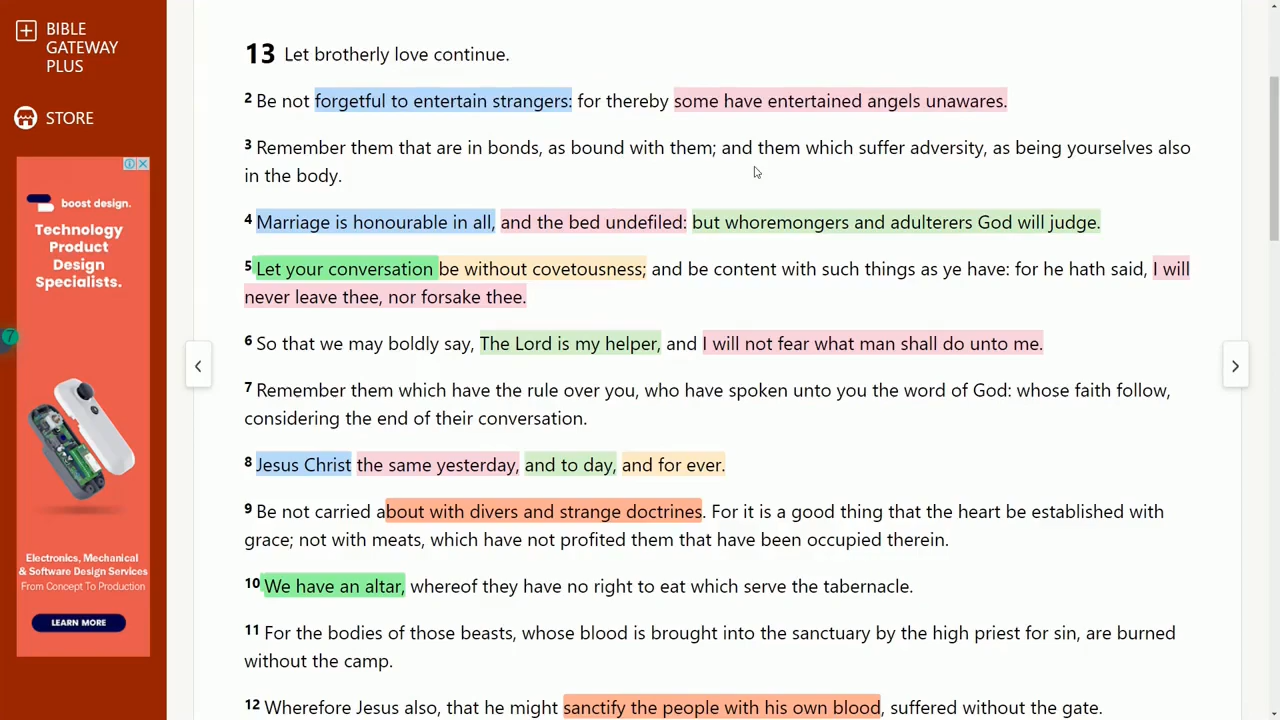 BIBLE
GATEWAY
PLUS
STORE
boost design.
Technology
Product
Design
Specialists.
Electronics, Mechanical
& Software Design Services
From Concept To Production
LEARN MORE
7
13 Let brotherly love continue.
2 Be not forgetful to entertain strangers: for thereby some have entertained angels unawares.
3 Remember them that are in bonds, as bound with them; and them which suffer adversity, as being yourselves also
in the body.
4 Marriage is honourable in all, and the bed undefiled: but whoremongers and adulterers God will judge.
5 Let your conversation be without covetousness; and be content with such things as ye have: for he hath said, I will
never leave thee, nor forsake thee.
6 So that we may boldly say, The Lord is my helper, and I will not fear what man shall do unto me.
7 Remember them which have the rule over you, who have spoken unto you the word of God: whose faith follow,
considering the end of their conversation.
8 Jesus Christ the same yesterday, and to day, and for ever.
9 Be not carried about with divers and strange doctrines. For it is a good thing that the heart be established with
grace; not with meats, which have not profited them that have been occupied therein.
10 We have an altar, whereof they have no right to eat which serve the tabernacle.
11 For the bodies of those beasts, whose blood is brought into the sanctuary by the high priest for sin, are burned
without the camp.
12 Wherefore Jesus also, that he might sanctify the people with his own blood, suffered without the gate.